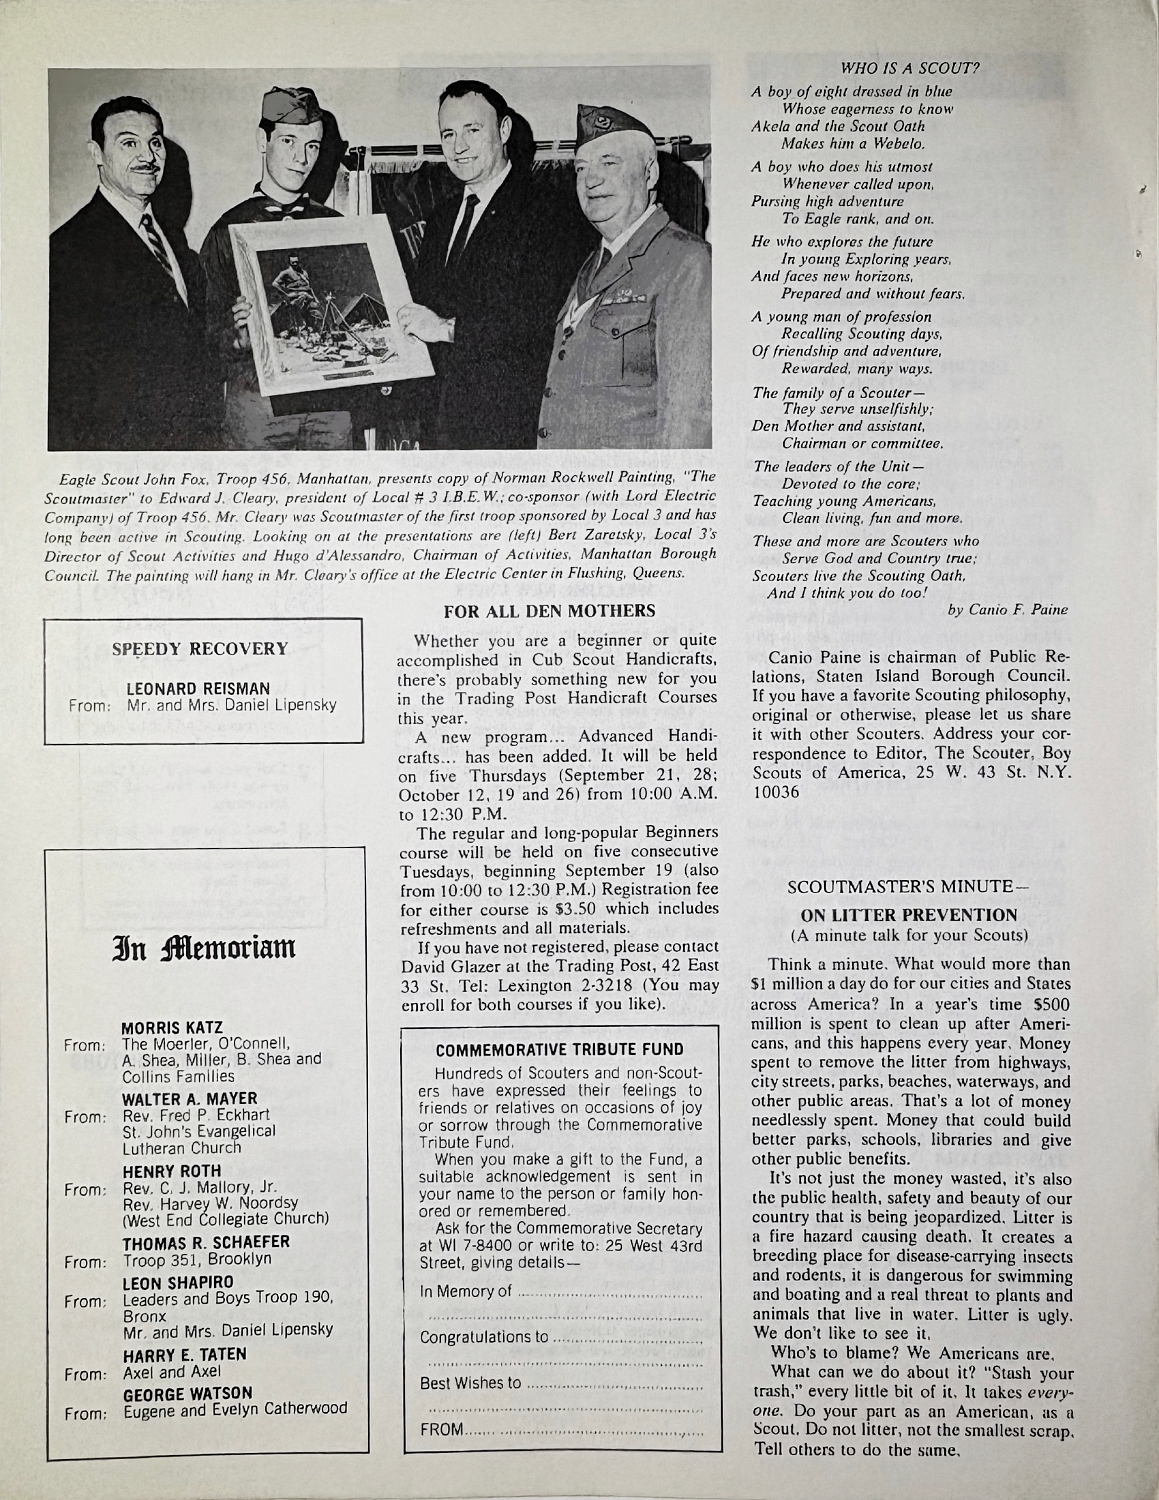 Eagle Scout John Fox, Troop 456, Manhattan, presents copy of Norman Rockwell Painting, "The
Scoutmaster" to Edward J. Cleary, president of Local # 3 I.B.E.W.; co-sponsor (with Lord Electric
Company) of Troop 456. Mr. Cleary was Scoutmaster of the first troop sponsored by Local 3 and has
long been active in Scouting. Looking on at the presentations are (left) Bert Zaretsky, Local 3's
Director of Scout Activities and Hugo d'Alessandro, Chairman of Activities, Manhattan Borough
Council. The painting will hang in Mr. Cleary's office at the Electric Center in Flushing, Queens.
SPEEDY RECOVERY
LEONARD REISMAN
From: Mr. and Mrs. Daniel Lipensky
In Memoriam
MORRIS KATZ
From: The Moerler, O'Connell,
A. Shea, Miller, B. Shea and
Collins Families
WALTER A. MAYER
From: Rev. Fred P. Eckhart
St. John's Evangelical
Lutheran Church
HENRY ROTH
From: Rev. C. J. Mallory, Jr.
Rev. Harvey W. Noordsy
(West End Collegiate Church)
THOMAS R. SCHAEFER
From: Troop 351, Brooklyn
LEON SHAPIRO
From: Leaders and Boys Troop 190,
Bronx
Mr. and Mrs. Daniel Lipensky
HARRY E. TATEN
From: Axel and Axel
GEORGE WATSON
From: Eugene and Evelyn Catherwood
FOR ALL DEN MOTHERS
Whether you are a beginner or quite
accomplished in Cub Scout Handicrafts,
there's probably something new for you
in the Trading Post Handicraft Courses
this year.
A new program... Advanced Handi-
crafts... has been added. It will be held
on five Thursdays (September 21, 28;
October 12, 19 and 26) from 10:00 A.M.
to 12:30 P.M.
The regular and long-popular Beginners
course will be held on five consecutive
Tuesdays, beginning September 19 (also
from 10:00 to 12:30 P.M.) Registration fee
for either course is $3.50 which includes
refreshments and all materials.
If you have not registered, please contact
David Glazer at the Trading Post, 42 East
33 St. Tel: Lexington 2-3218 (You may
enroll for both courses if you like).
COMMEMORATIVE TRIBUTE FUND
Hundreds of Scouters and non-Scout-
ers have expressed their feelings to
friends or relatives on occasions of joy
or sorrow through the Commemorative
Tribute Fund.
When you make a gift to the Fund, a
suitable acknowledgement is sent in
your name to the person or family hon-
ored or remembered.
Ask for the Commemorative Secretary
at WI 7-8400 or write to: 25 West 43rd
Street, giving details—
In Memory of
Congratulations to
Best Wishes to
FROM
WHO IS A SCOUT?
A boy of eight dressed in blue
Whose eagerness to know
Akela and the Scout Oath
Makes him a Webelo.
A boy who does his utmost
Whenever called upon,
Pursing high adventure
To Eagle rank, and on.
He who explores the future
In young Exploring years,
And faces new horizons,
Prepared and without fears.
A young man of profession
Recalling Scouting days,
Of friendship and adventure,
Rewarded, many ways.
The family of a Scouter—
They serve unselfishly;
Den Mother and assistant,
Chairman or committee.
The leaders of the Unit—
Devoted to the core;
Teaching young Americans,
Clean living, fun and more.
These and more are Scouters who
Serve God and Country true;
Scouters live the Scouting Oath,
And I think you do too!
by Canio F. Paine
Canio Paine is chairman of Public Re-
lations, Staten Island Borough Council.
If you have a favorite Scouting philosophy,
original or otherwise, please let us share
it with other Scouters. Address your cor-
respondence to Editor, The Scouter, Boy
Scouts of America, 25 W. 43 St. N.Y.
10036
SCOUTMASTER'S MINUTE—
ON LITTER PREVENTION
(A minute talk for your Scouts)
Think a minute. What would more than
$1 million a day do for our cities and States
across America? In a year's time $500
million is spent to clean up after Ameri-
cans, and this happens every year. Money
spent to remove the litter from highways,
city streets, parks, beaches, waterways, and
other public areas. That's a lot of money
needlessly spent. Money that could build
better parks, schools, libraries and give
other public benefits.
It's not just the money wasted, it's also
the public health, safety and beauty of our
country that is being jeopardized. Litter is
a fire hazard causing death. It creates a
breeding place for disease-carrying insects
and rodents, it is dangerous for swimming
and boating and a real threat to plants and
animals that live in water. Litter is ugly.
We don't like to see it.
Who's to blame? We Americans are.
What can we do about it? "Stash your
trash," every little bit of it. It takes every-
one. Do your part as an American, as a
Scout. Do not litter, not the smallest scrap.
Tell others to do the same.